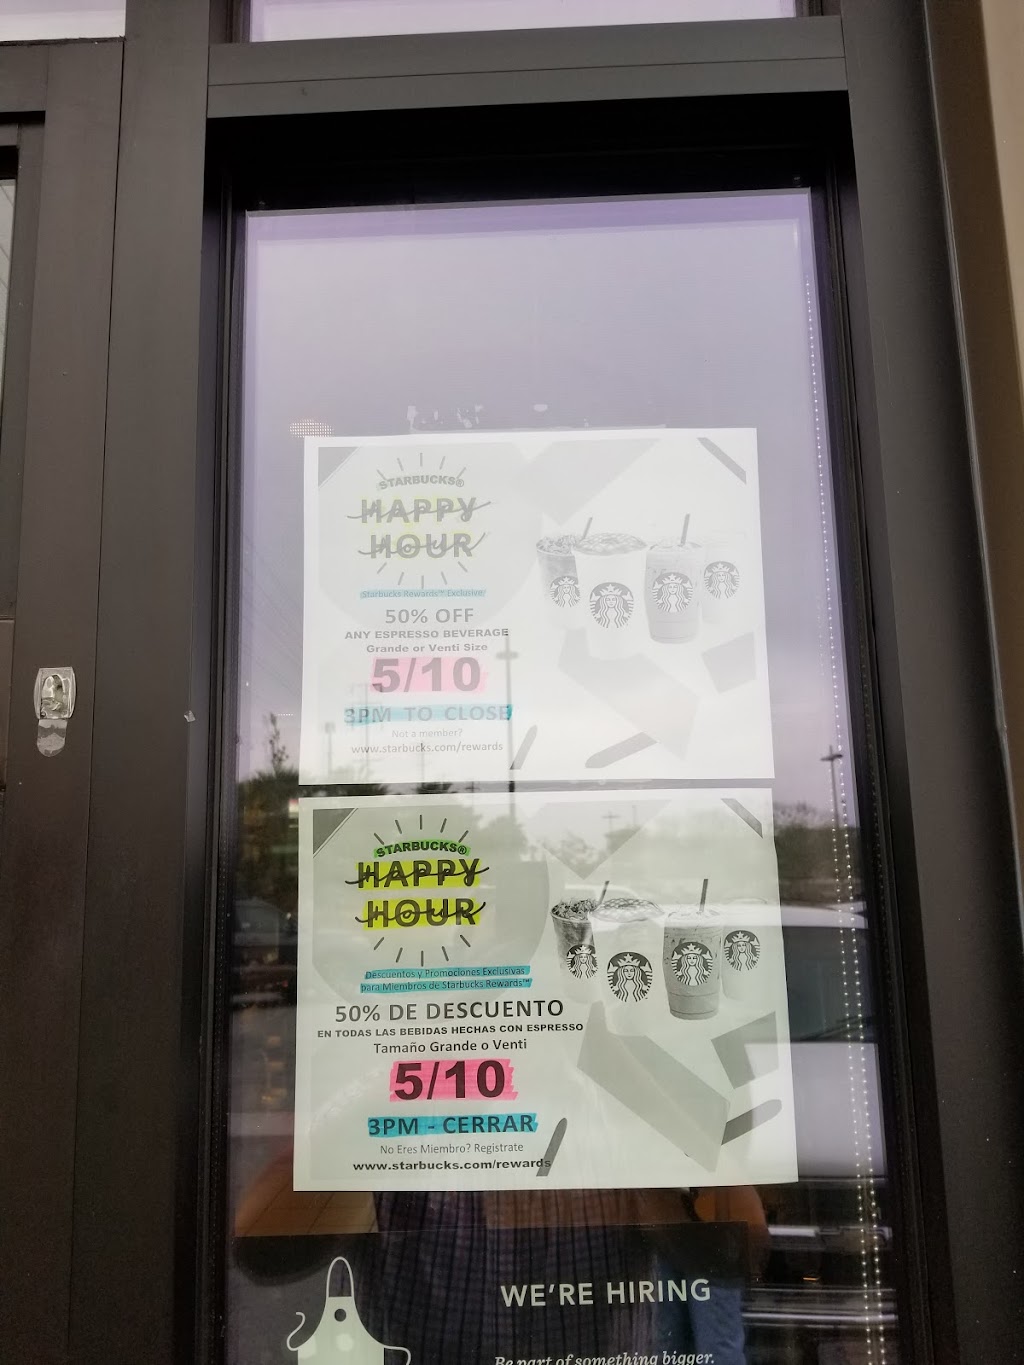 STARBUCKS®
HAPPY
HOUR
Starbucks Rewards™ Exclusive
50% OFF
ANY ESPRESSO BEVERAGE
Grande or Venti Size
5/10
3PM TO CLOSE
Not a member?
www.starbucks.com/rewards
STARBUCKS®
HAPPY
HOUR
Descuentos y Promociones Exclusivas
para Miembros de Starbucks Rewards™
50% DE DESCUENTO
EN TODAS LAS BEBIDAS HECHAS CON ESPRESSO
Tamaño Grande o Venti
5/10
3PM - CERRAR
No Eres Miembro? Registrate
www.starbucks.com/rewards
WE'RE HIRING
Be part of something bigger.